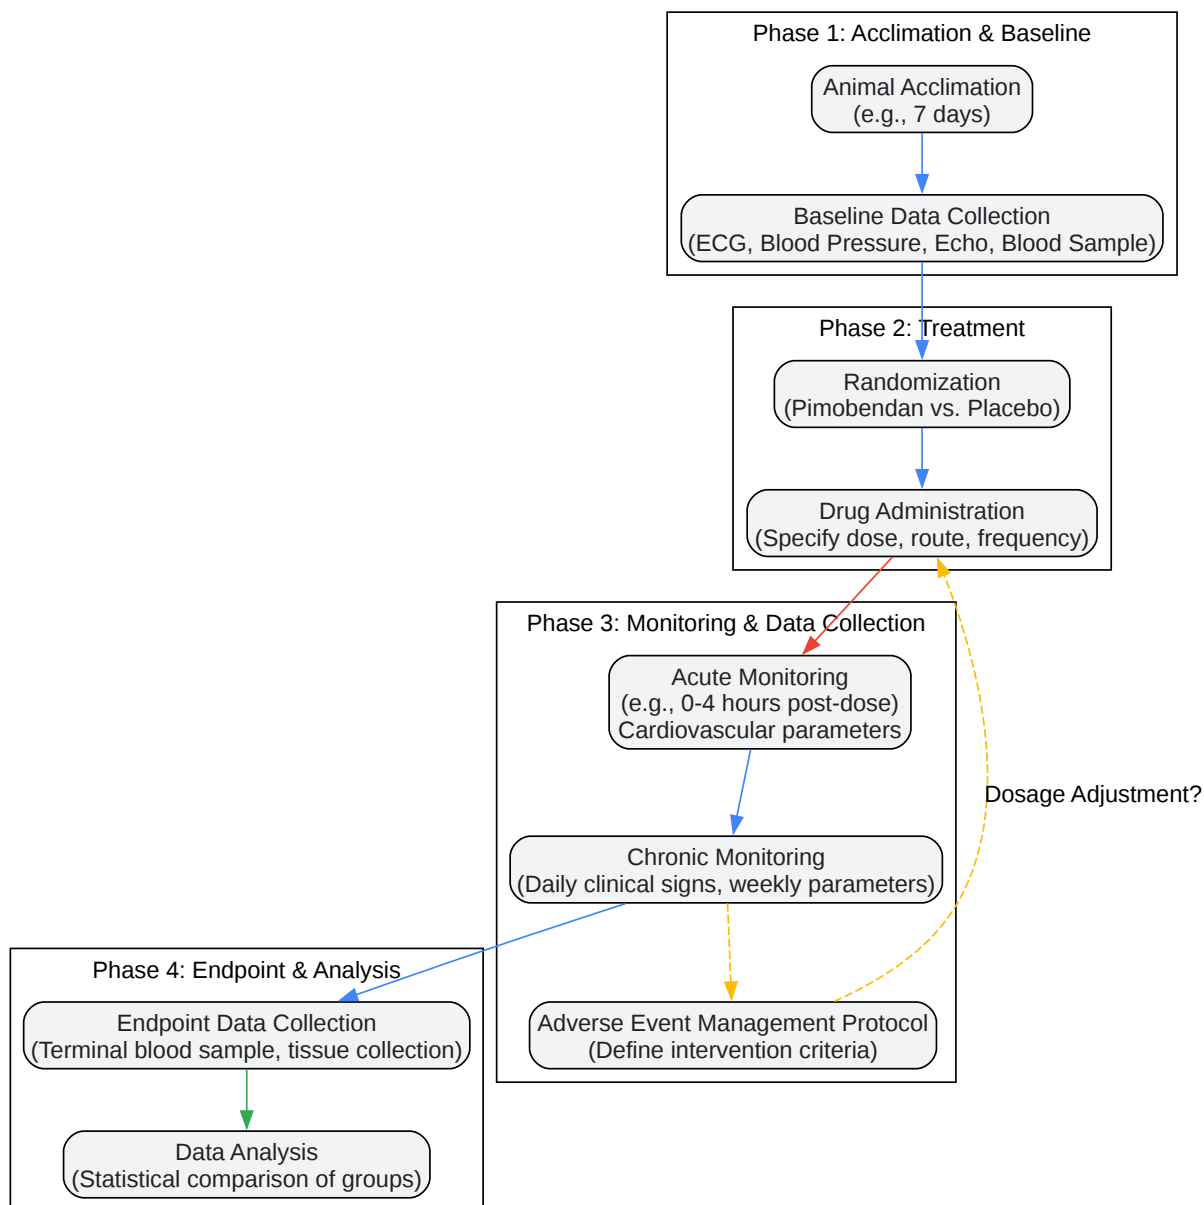 Phase 1: Acclimation & Baseline
Animal Acclimation
(e.g., 7 days)
Baseline Data Collection
(ECG, Blood Pressure, Echo, Blood Sample)
Phase 2: Treatment
Randomization
(Pimobendan vs. Placebo)
Drug Administration
(Specify dose, route, frequency)
Phase 3: Monitoring & Data Collection
Acute Monitoring
(e.g., 0-4 hours post-dose)
Cardiovascular parameters
Dosage Adjustment?
Chronic Monitoring
(Daily clinical signs, weekly parameters)
Adverse Event Management Protocol
(Define intervention criteria)
Phase 4: Endpoint & Analysis
Endpoint Data Collection
(Terminal blood sample, tissue collection)
Data Analysis
(Statistical comparison of groups)